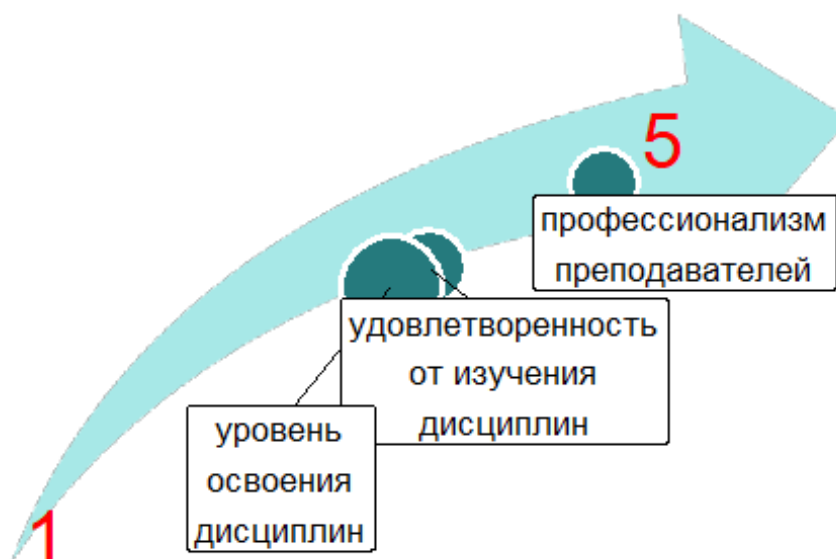 5
профессионализм
преподавателей
удовлетворенность
от изучения
дисциплин
уровень
освоения
дисциплин
1